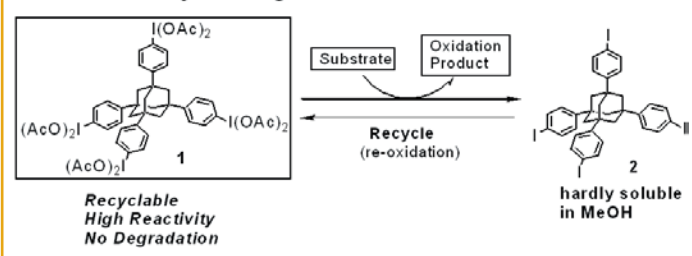 I(OAc)2
(AcO)2I
I(OAc)2
(AcO)2I
1
Recyclable
High Reactivity
No Degradation
Substrate
Oxidation
Product
Recycle
(re-oxidation)
I
I
I
I
2
hardly soluble
in MeOH